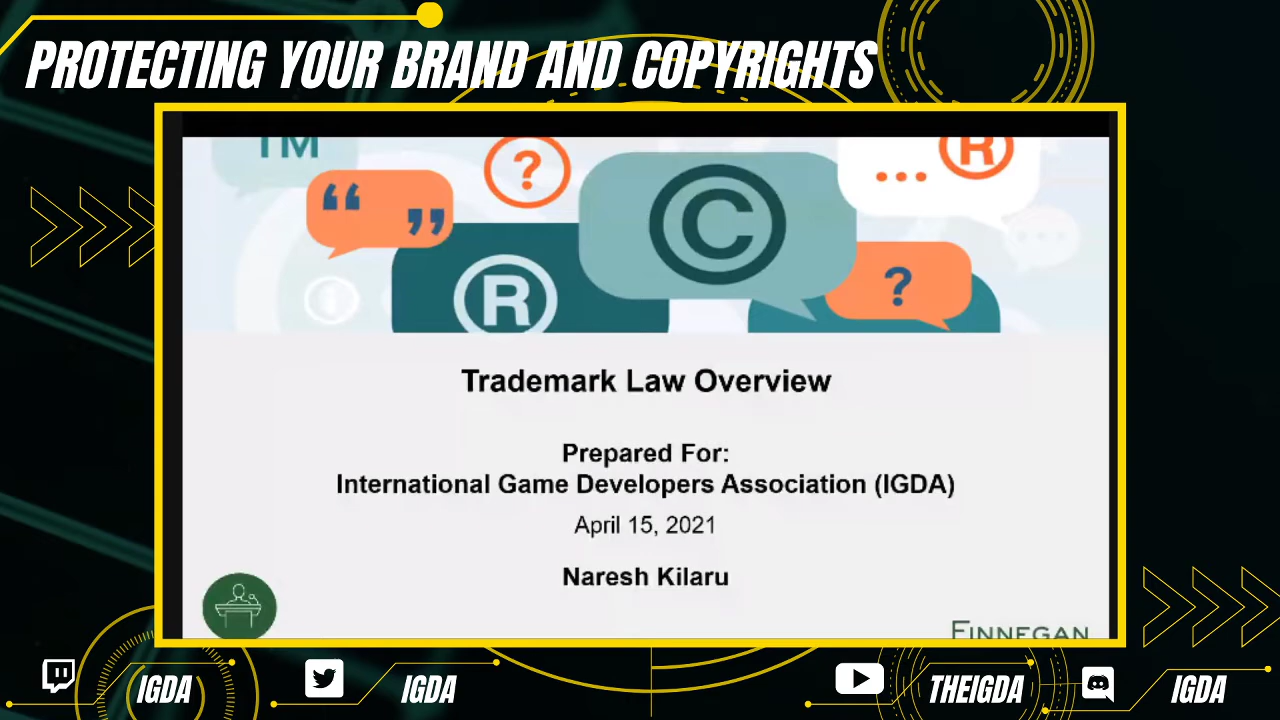 PROTECTING YOUR BRAND AND COPYRIGHTS
TM
“ ”
?
©
... ®
®
?
Trademark Law Overview
Prepared For:
International Game Developers Association (IGDA)
April 15, 2021
Naresh Kilaru
FINNEGAN
IGDA
IGDA
THEIGDA
IGDA